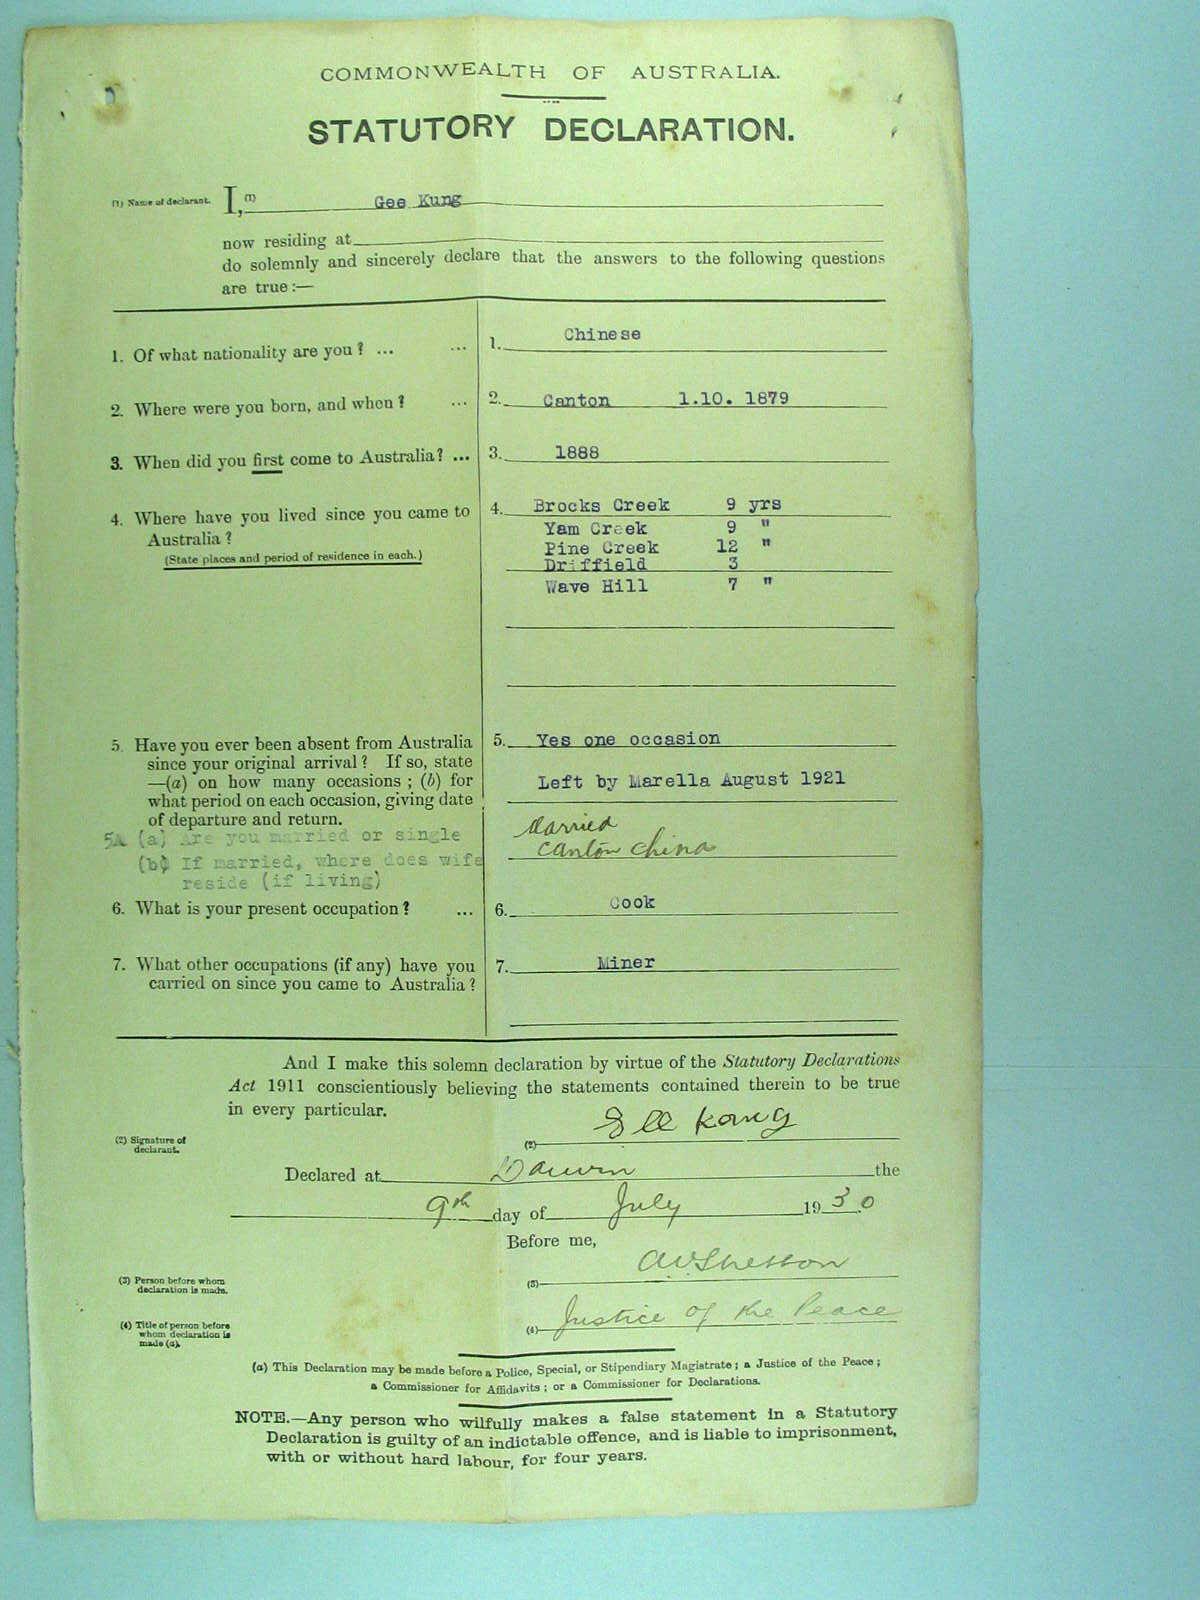 COMMONWEALTH OF AUSTRALIA.
STATUTORY DECLARATION.
(1) Name of declarant. I, (1) Gee Kung
now residing at
do solemnly and sincerely declare that the answers to the following questions
are true:—
1. Of what nationality are you? ... ... 1. Chinese
2. Where were you born, and when? ... 2. Canton 1.10. 1879
3. When did you first come to Australia? ... 3. 1888
4. Where have you lived since you came to 4. Brocks Creek 9 yrs
Australia? Yam Creek 9 "
(State places and period of residence in each.) Pine Creek 12 "
Driffield 3
Wave Hill 7 "
5. Have you ever been absent from Australia 5. Yes one occasion
since your original arrival? If so, state
—(a) on how many occasions; (b) for Left by Marella August 1921
what period on each occasion, giving date
of departure and return.
5A (a) Are you married or single Married
(b) If married, where does wife Canton China
reside (if living)
6. What is your present occupation? ... 6. Cook
7. What other occupations (if any) have you 7. Miner
carried on since you came to Australia?
And I make this solemn declaration by virtue of the Statutory Declarations
Act 1911 conscientiously believing the statements contained therein to be true
in every particular.
(2) Signature of
declarant. (2) Gee Kong
Declared at Darwin the
9th day of July 1930
Before me,
(3) Person before whom
declaration is made. (3)
(4) Title of person before
whom declaration is
made (a). (4) Justice of the Peace
(a) This Declaration may be made before a Police, Special, or Stipendiary Magistrate; a Justice of the Peace;
a Commissioner for Affidavits; or a Commissioner for Declarations.
NOTE.—Any person who wilfully makes a false statement in a Statutory
Declaration is guilty of an indictable offence, and is liable to imprisonment,
with or without hard labour, for four years.